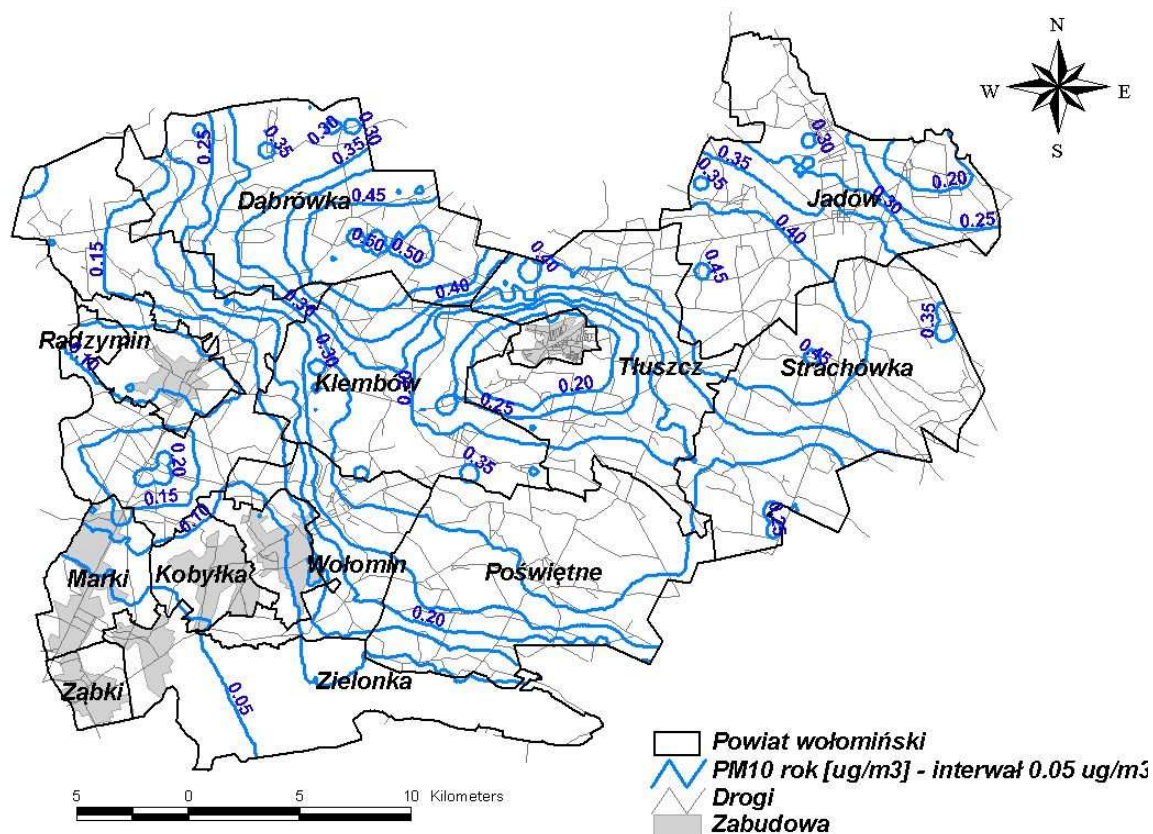 N
W E
S
0.25
0.35
0.30
0.30
0.35
0.45
Dąbrówka
0.50
0.50
0.15
0.40
0.30
0.35
0.35
0.30
0.20
Jadów
0.30
0.25
0.40
0.45
0.35
Radzymin
0.10
0.30
Klembów
Tłuszcz
0.20
0.25
0.45
Strachówka
0.35
0.20
0.15
0.10
0.25
Marki
Kobyłka
Wołomin
Poświętne
0.20
Ząbki
0.05
Zielonka
Powiat wołomiński
PM10 rok [ug/m3] - interwał 0.05 ug/m3
Drogi
Zabudowa
5 0 5 10 Kilometers